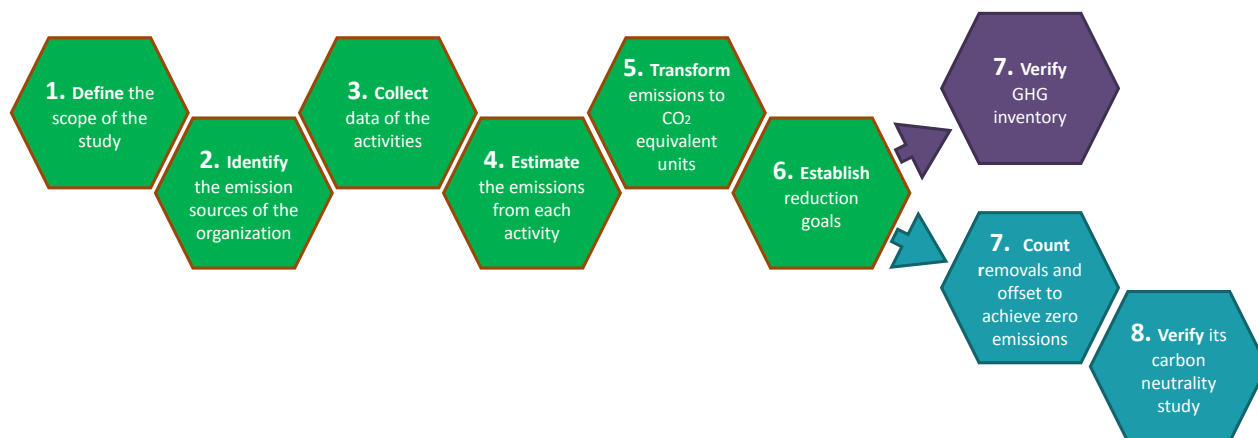 1. Define the
scope of the
study
2. Identify
the emission
sources of the
organization
3. Collect
data of the
activities
4. Estimate
the emissions
from each
activity
5. Transform
emissions to
CO₂
equivalent
units
6. Establish
reduction
goals
7. Verify
GHG
inventory
7. Count
removals and
offset to
achieve zero
emissions
8. Verify its
carbon
neutrality
study